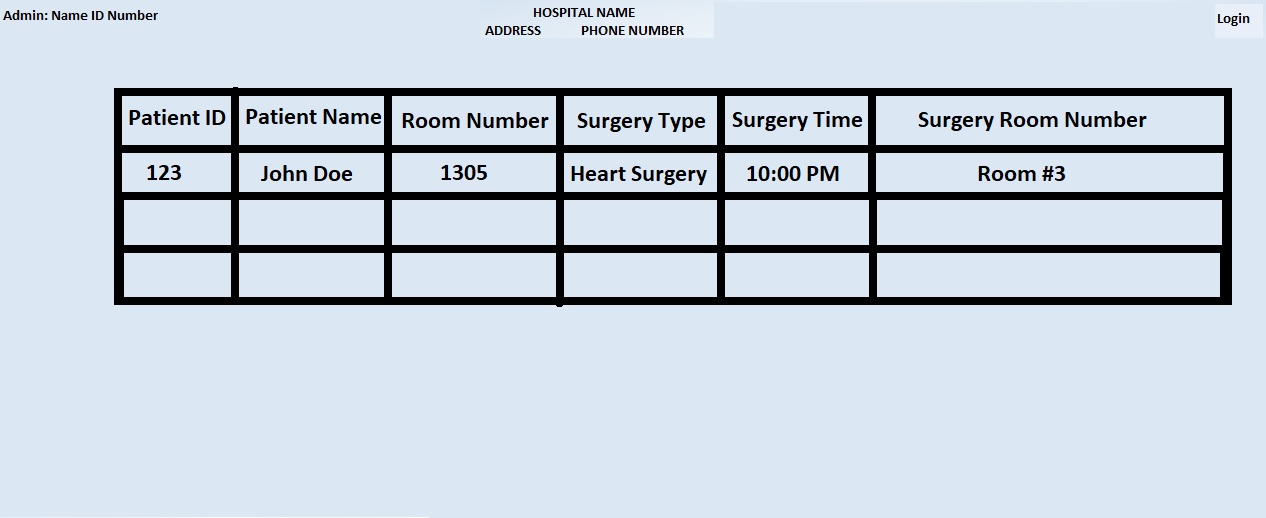 Admin: Name ID Number
HOSPITAL NAME
ADDRESS PHONE NUMBER
Login
Patient ID Patient Name Room Number Surgery Type Surgery Time Surgery Room Number
123 John Doe 1305 Heart Surgery 10:00 PM Room #3